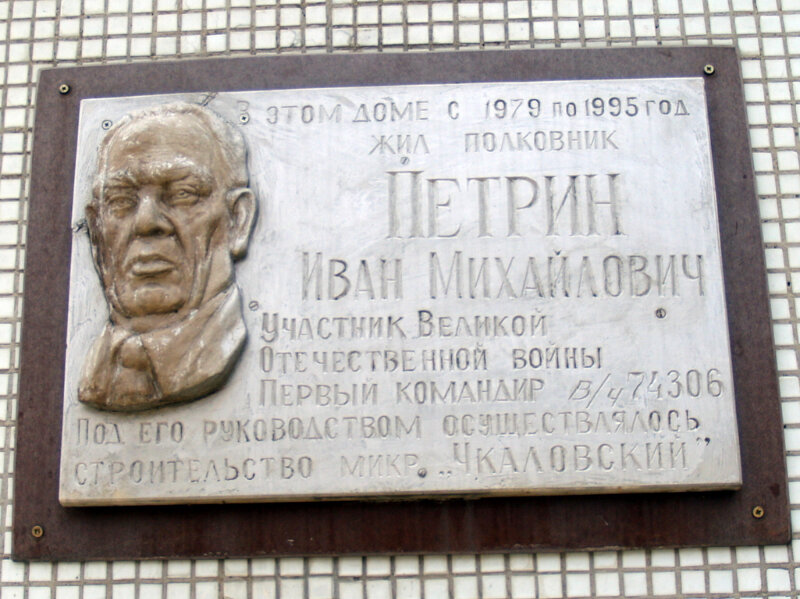 В ЭТОМ ДОМЕ С 1979 по 1995 год
ЖИЛ ПОЛКОВНИК
ПЕТРИН
ИВАН МИХАЙЛОВИЧ
УЧАСТНИК ВЕЛИКОЙ
ОТЕЧЕСТВЕННОЙ ВОЙНЫ
ПЕРВЫЙ КОМАНДИР в/ч 74306
ПОД ЕГО РУКОВОДСТВОМ ОСУЩЕСТВЛЯЛОСЬ
СТРОИТЕЛЬСТВО МИКР. „ЧКАЛОВСКИЙ”